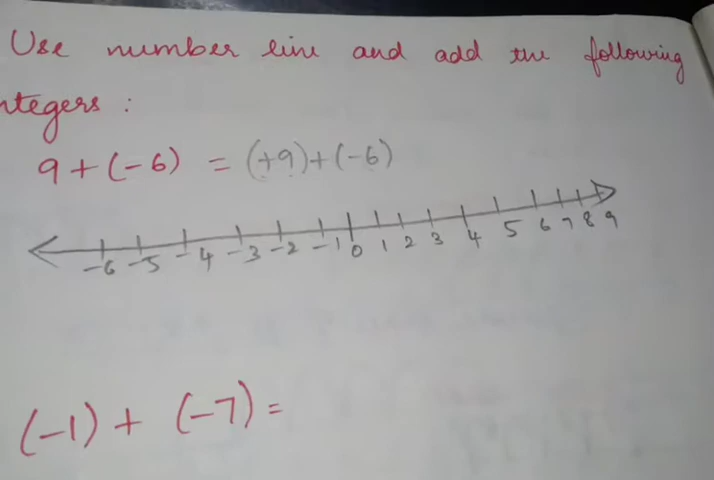 Use number line and add the following
ntegers :
9 + (-6) = (+9) + (-6)
-6 -5 -4 -3 -2 -1 0 1 2 3 4 5 6 7 8 9
(-1) + (-7) =